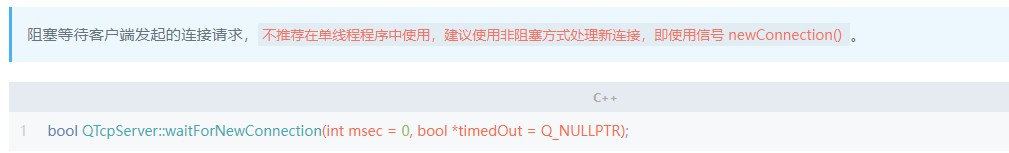 阻塞等待客户端发起的连接请求，不推荐在单线程程序中使用，建议使用非阻塞方式处理新连接，即使用信号 newConnection() 。
C++
1 bool QTcpServer::waitForNewConnection(int msec = 0, bool *timedOut = Q_NULLPTR);